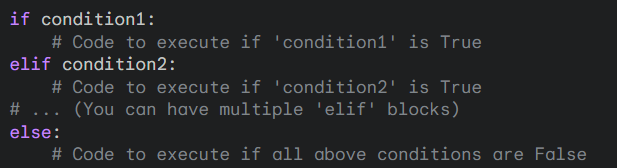 if condition1:
    # Code to execute if 'condition1' is True
elif condition2:
    # Code to execute if 'condition2' is True
# ... (You can have multiple 'elif' blocks)
else:
    # Code to execute if all above conditions are False